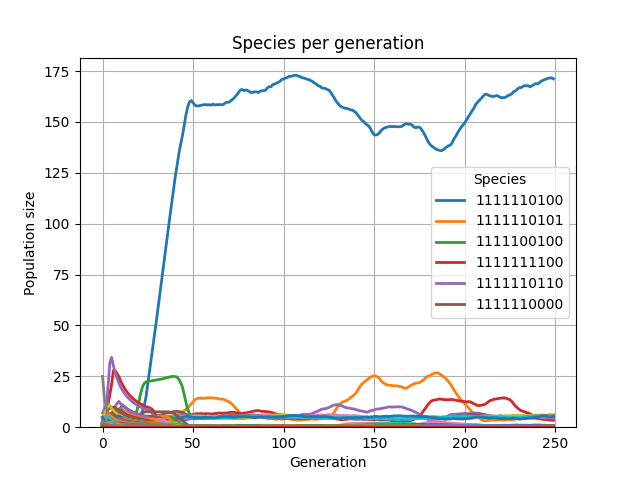 Species per generation
Population size
175
150
125
100
75
50
25
0
0 50 100 150 200 250
Generation
Species
1111110100
1111110101
1111100100
1111111100
1111110110
1111110000